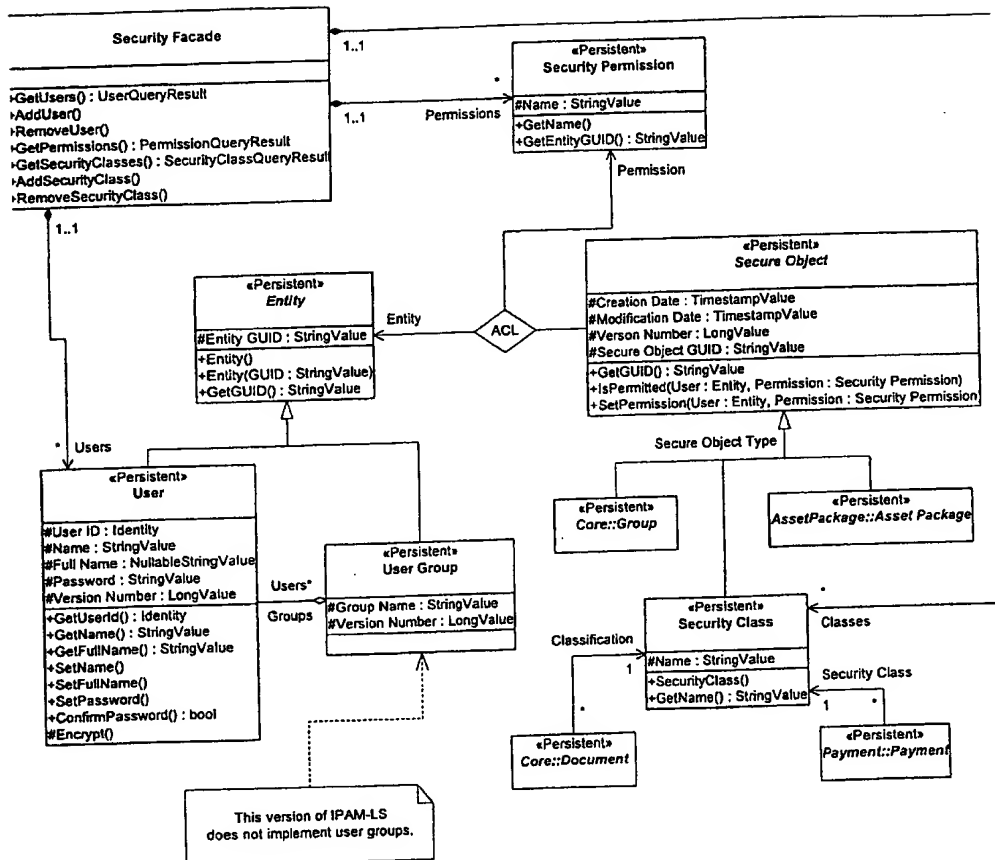 Security Facade
+GetUsers() : UserQueryResult
+AddUser()
+RemoveUser()
+GetPermissions() : PermissionQueryResult
+GetSecurityClasses() : SecurityClassQueryResult
+AddSecurityClass()
+RemoveSecurityClass()
1..1
1..1
1..1
*
Permissions
«Persistent»
Security Permission
#Name : StringValue
+GetName()
+GetEntityGUID() : StringValue
Permission
«Persistent»
Entity
#Entity GUID : StringValue
+Entity()
+Entity(GUID : StringValue)
+GetGUID() : StringValue
Entity
ACL
«Persistent»
Secure Object
#Creation Date : TimestampValue
#Modification Date : TimestampValue
#Verson Number : LongValue
#Secure Object GUID : StringValue
+GetGUID() : StringValue
+IsPermitted(User : Entity, Permission : Security Permission)
+SetPermission(User : Entity, Permission : Security Permission)
Secure Object Type
* Users
«Persistent»
User
#User ID : Identity
#Name : StringValue
#Full Name : NullableStringValue
#Password : StringValue
#Version Number : LongValue
+GetUserId() : Identity
+GetName() : StringValue
+GetFullName() : StringValue
+SetName()
+SetFullName()
+SetPassword()
+ConfirmPassword() : bool
#Encrypt()
Users*
Groups
«Persistent»
User Group
#Group Name : StringValue
#Version Number : LongValue
«Persistent»
Core::Group
«Persistent»
AssetPackage::Asset Package
«Persistent»
Security Class
#Name : StringValue
+SecurityClass()
+GetName() : StringValue
*
Classes
Classification
1
*
Security Class
1
*
«Persistent»
Core::Document
«Persistent»
Payment::Payment
This version of IPAM-LS
does not implement user groups.